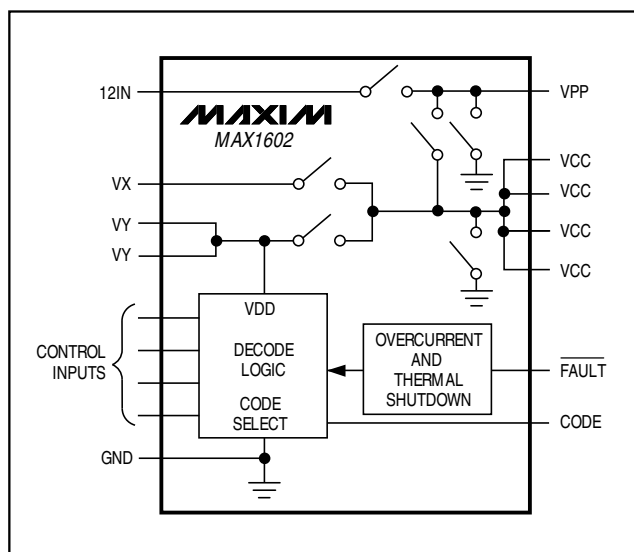 12IN
VPP
MAXIM
MAX1602
VCC
VX
VCC
VY
VCC
VY
VCC
VDD
CONTROL
INPUTS
DECODE
LOGIC
CODE
SELECT
OVERCURRENT
AND
THERMAL
SHUTDOWN
FAULT
CODE
GND